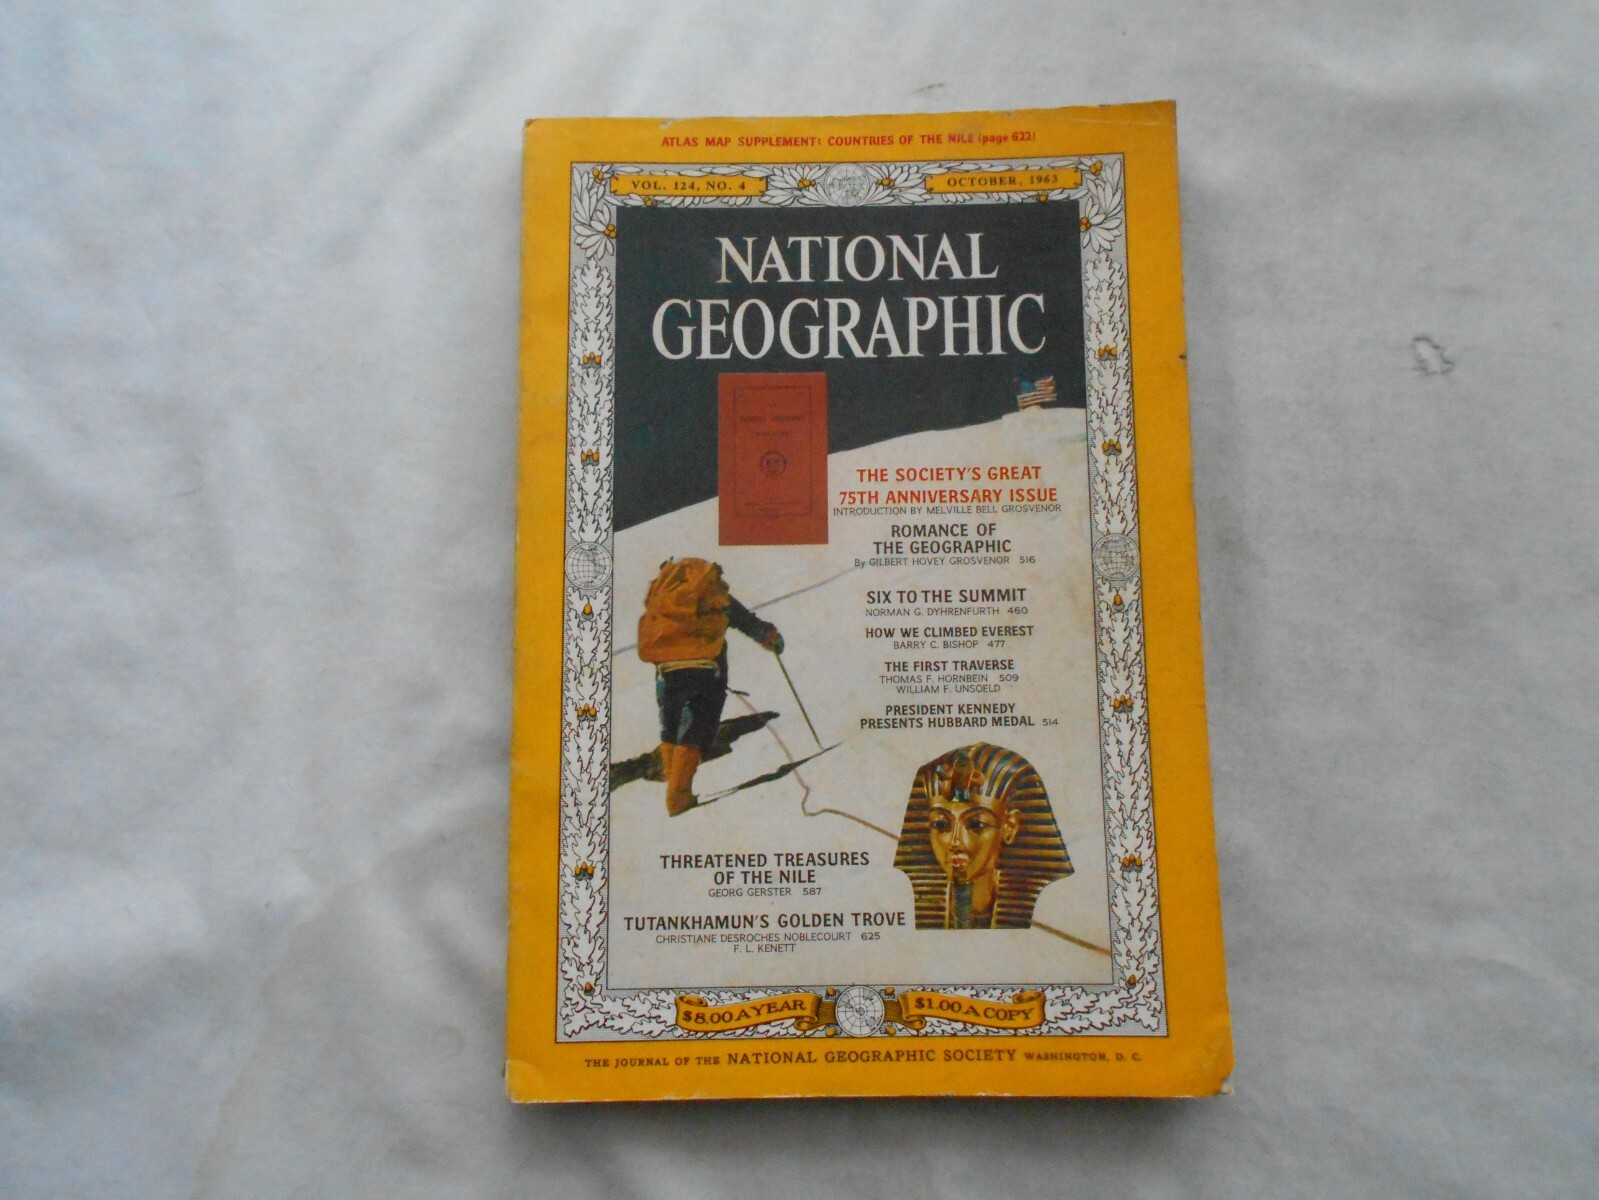 ATLAS MAP SUPPLEMENT: COUNTRIES OF THE NILE (page 622)
VOL. 124, NO. 4
OCTOBER, 1963
NATIONAL
GEOGRAPHIC
THE SOCIETY'S GREAT
75TH ANNIVERSARY ISSUE
INTRODUCTION BY MELVILLE BELL GROSVENOR
ROMANCE OF
THE GEOGRAPHIC
By GILBERT HOVEY GROSVENOR 516
SIX TO THE SUMMIT
NORMAN G. DYHRENFURTH 460
HOW WE CLIMBED EVEREST
BARRY C. BISHOP 477
THE FIRST TRAVERSE
THOMAS F. HORNBEIN 509
WILLIAM F. UNSOELD
PRESIDENT KENNEDY
PRESENTS HUBBARD MEDAL 514
THREATENED TREASURES
OF THE NILE
GEORG GERSTER 587
TUTANKHAMUN'S GOLDEN TROVE
CHRISTIANE DESROCHES NOBLECOURT 625
F. L. KENETT
$8.00 A YEAR
$1.00 A COPY
THE JOURNAL OF THE NATIONAL GEOGRAPHIC SOCIETY WASHINGTON, D. C.